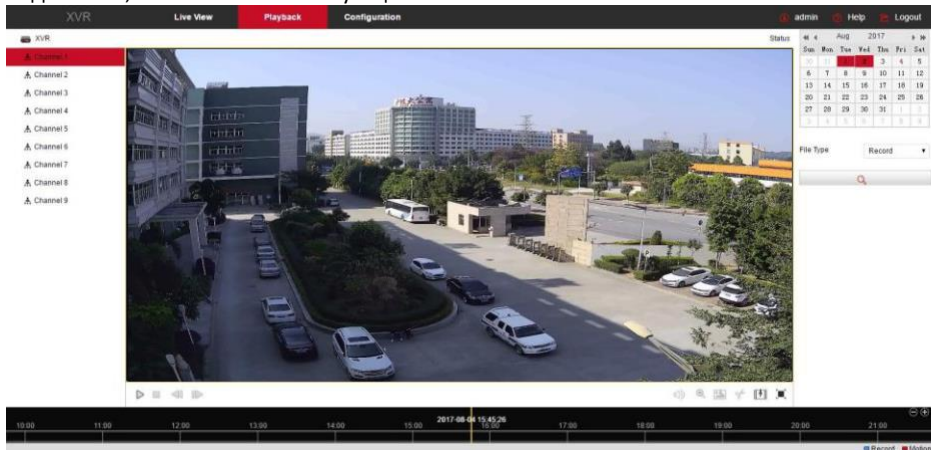 XVR Live View Playback Configuration admin Help Logout
XVR Status
Channel 1
Channel 2
Channel 3
Channel 4
Channel 5
Channel 6
Channel 7
Channel 8
Channel 9
Aug 2017
Sun Mon Tue Wed Thu Fri Sat
30 31 1 2 3 4 5
6 7 8 9 10 11 12
13 14 15 16 17 18 19
20 21 22 23 24 25 26
27 28 29 30 31
File Type Record
2017-08-04 15:45:26
10:00 11:00 12:00 13:00 14:00 15:00 16:00 17:00 18:00 19:00 20:00 21:00
Record Motion